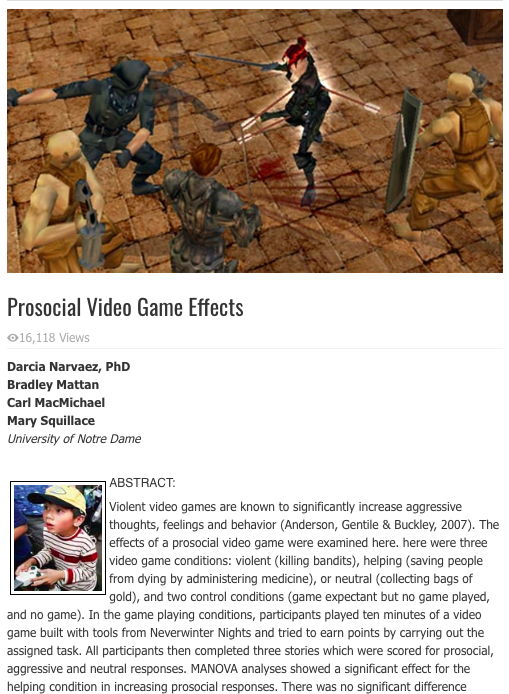 Prosocial Video Game Effects
16,118 Views
Darcia Narvaez, PhD
Bradley Mattan
Carl MacMichael
Mary Squillace
University of Notre Dame
ABSTRACT:
Violent video games are known to significantly increase aggressive
thoughts, feelings and behavior (Anderson, Gentile & Buckley, 2007). The
effects of a prosocial video game were examined here. here were three
video game conditions: violent (killing bandits), helping (saving people
from dying by administering medicine), or neutral (collecting bags of
gold), and two control conditions (game expectant but no game played,
and no game). In the game playing conditions, participants played ten minutes of a video
game built with tools from Neverwinter Nights and tried to earn points by carrying out the
assigned task. All participants then completed three stories which were scored for prosocial,
aggressive and neutral responses. MANOVA analyses showed a significant effect for the
helping condition in increasing prosocial responses. There was no significant difference